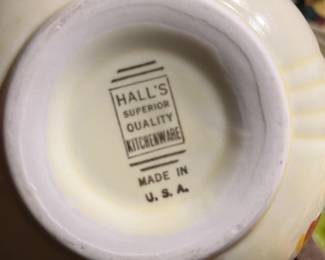 HALL'S
SUPERIOR
QUALITY
KITCHENWARE
MADE IN
U. S. A.